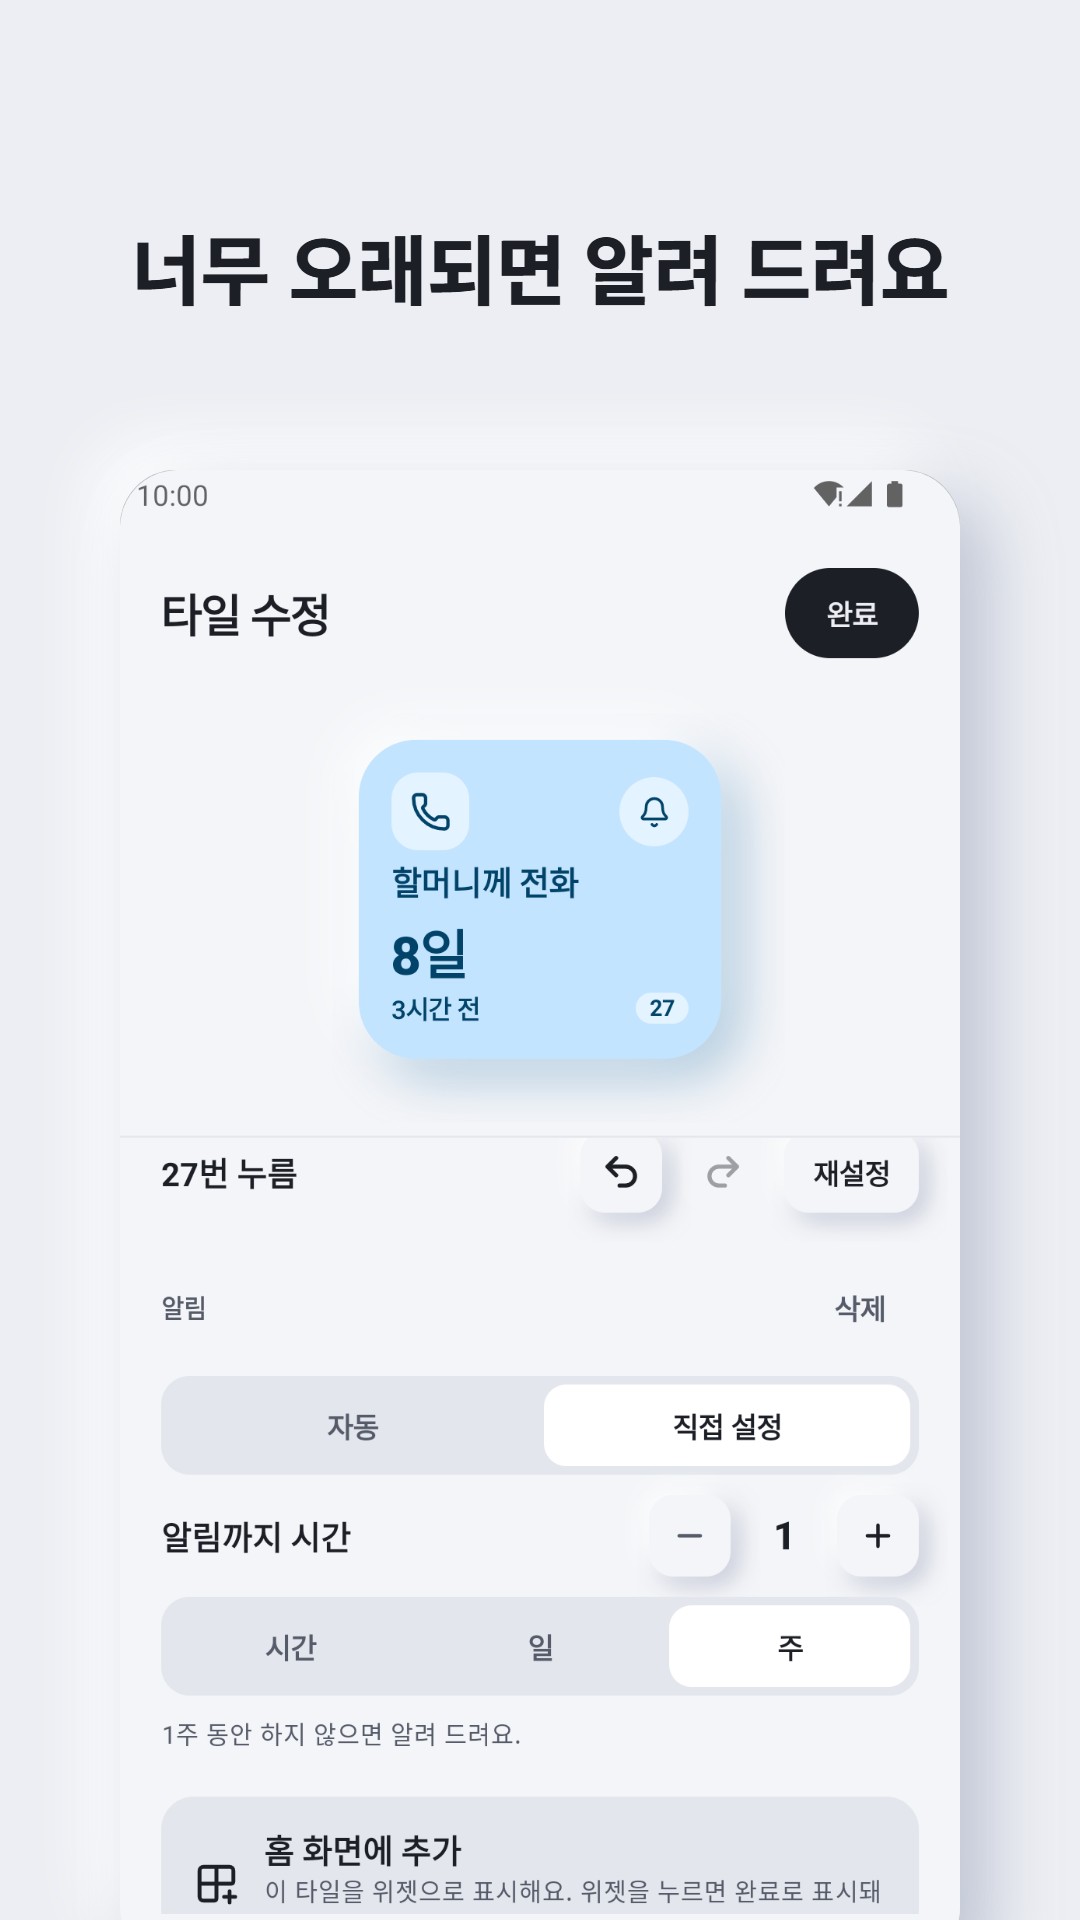 너무 오래되면 알려 드려요
10:00
타일 수정
완료
할머니께 전화
8일
3시간 전
27
27번 누름
재설정
알림
삭제
자동
직접 설정
알림까지 시간
1
시간
일
주
1주 동안 하지 않으면 알려 드려요.
홈 화면에 추가
이 타일을 위젯으로 표시해요. 위젯을 누르면 완료로 표시돼